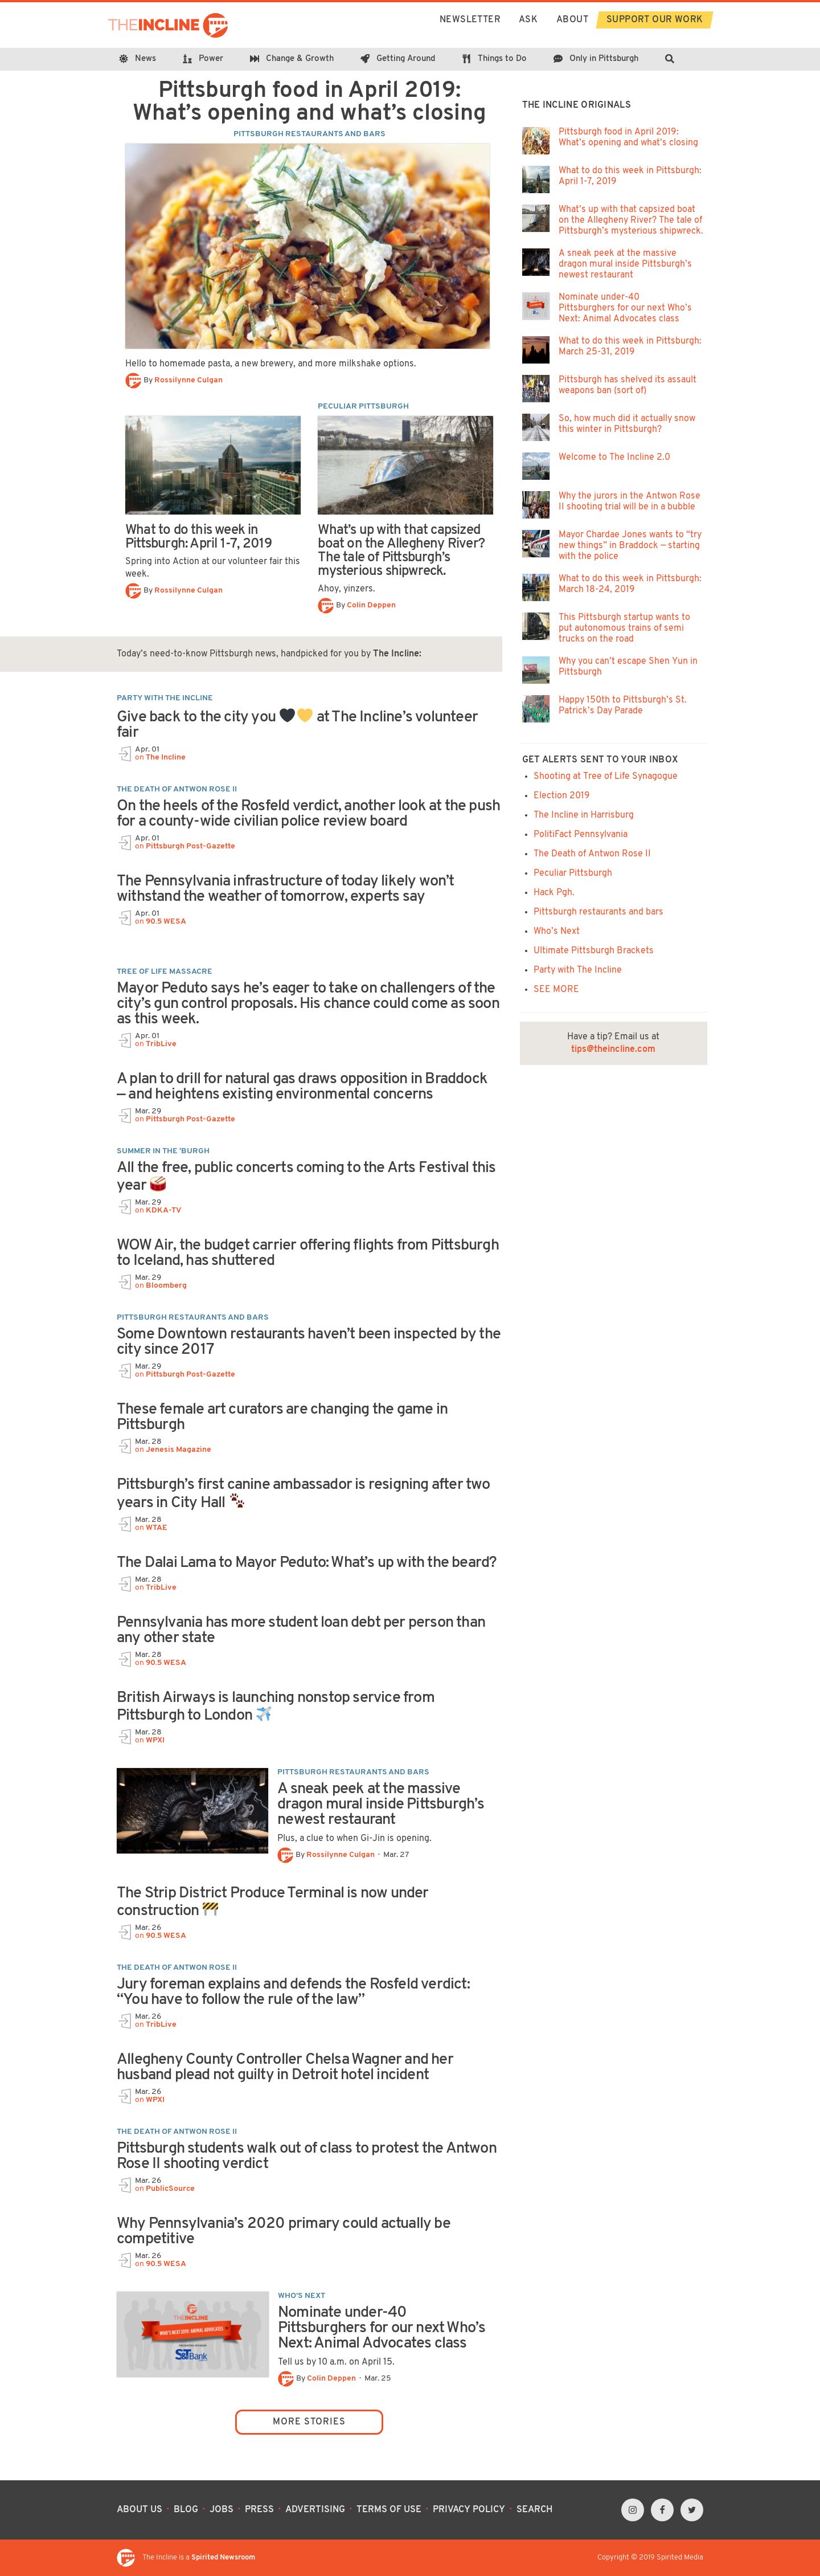 THE INCLINE
NEWSLETTER
ASK
ABOUT
SUPPORT OUR WORK
News
Power
Change & Growth
Getting Around
Things to Do
Only in Pittsburgh
Pittsburgh food in April 2019:
What's opening and what's closing
PITTSBURGH RESTAURANTS AND BARS
Hello to homemade pasta, a new brewery, and more milkshake options.
By Rossilynne Culgan
What to do this week in
Pittsburgh: April 1-7, 2019
Spring into Action at our volunteer fair this
week.
By Rossilynne Culgan
PECULIAR PITTSBURGH
What's up with that capsized
boat on the Allegheny River?
The tale of Pittsburgh's
mysterious shipwreck.
Ahoy, yinzers.
By Colin Deppen
Today's need-to-know Pittsburgh news, handpicked for you by The Incline:
PARTY WITH THE INCLINE
Give back to the city you 🖤💛 at The Incline's volunteer
fair
Apr. 01
on The Incline
THE DEATH OF ANTWON ROSE II
On the heels of the Rosfeld verdict, another look at the push
for a county-wide civilian police review board
Apr. 01
on Pittsburgh Post-Gazette
The Pennsylvania infrastructure of today likely won't
withstand the weather of tomorrow, experts say
Apr. 01
on 90.5 WESA
TREE OF LIFE MASSACRE
Mayor Peduto says he's eager to take on challengers of the
city's gun control proposals. His chance could come as soon
as this week.
Apr. 01
on TribLive
A plan to drill for natural gas draws opposition in Braddock
— and heightens existing environmental concerns
Mar. 29
on Pittsburgh Post-Gazette
SUMMER IN THE 'BURGH
All the free, public concerts coming to the Arts Festival this
year 🥁
Mar. 29
on KDKA-TV
WOW Air, the budget carrier offering flights from Pittsburgh
to Iceland, has shuttered
Mar. 29
on Bloomberg
PITTSBURGH RESTAURANTS AND BARS
Some Downtown restaurants haven't been inspected by the
city since 2017
Mar. 29
on Pittsburgh Post-Gazette
These female art curators are changing the game in
Pittsburgh
Mar. 28
on Jenesis Magazine
Pittsburgh's first canine ambassador is resigning after two
years in City Hall 🐾
Mar. 28
on WTAE
The Dalai Lama to Mayor Peduto: What's up with the beard?
Mar. 28
on TribLive
Pennsylvania has more student loan debt per person than
any other state
Mar. 28
on 90.5 WESA
British Airways is launching nonstop service from
Pittsburgh to London ✈️
Mar. 28
on WPXI
PITTSBURGH RESTAURANTS AND BARS
A sneak peek at the massive
dragon mural inside Pittsburgh's
newest restaurant
Plus, a clue to when Gi-Jin is opening.
By Rossilynne Culgan · Mar. 27
The Strip District Produce Terminal is now under
construction 🚧
Mar. 26
on 90.5 WESA
THE DEATH OF ANTWON ROSE II
Jury foreman explains and defends the Rosfeld verdict:
“You have to follow the rule of the law”
Mar. 26
on TribLive
Allegheny County Controller Chelsa Wagner and her
husband plead not guilty in Detroit hotel incident
Mar. 26
on WPXI
THE DEATH OF ANTWON ROSE II
Pittsburgh students walk out of class to protest the Antwon
Rose II shooting verdict
Mar. 26
on PublicSource
Why Pennsylvania's 2020 primary could actually be
competitive
Mar. 26
on 90.5 WESA
THE INCLINE
WHO'S NEXT 2019: ANIMAL ADVOCATES
S&T Bank
WHO'S NEXT
Nominate under-40
Pittsburghers for our next Who's
Next: Animal Advocates class
Tell us by 10 a.m. on April 15.
By Colin Deppen · Mar. 25
MORE STORIES
THE INCLINE ORIGINALS
Pittsburgh food in April 2019:
What's opening and what's closing
What to do this week in Pittsburgh:
April 1-7, 2019
What's up with that capsized boat
on the Allegheny River? The tale of
Pittsburgh's mysterious shipwreck.
A sneak peek at the massive
dragon mural inside Pittsburgh's
newest restaurant
Nominate under-40
Pittsburghers for our next Who's
Next: Animal Advocates class
What to do this week in Pittsburgh:
March 25-31, 2019
Pittsburgh has shelved its assault
weapons ban (sort of)
So, how much did it actually snow
this winter in Pittsburgh?
Welcome to The Incline 2.0
Why the jurors in the Antwon Rose
II shooting trial will be in a bubble
Mayor Chardae Jones wants to “try
new things” in Braddock — starting
with the police
What to do this week in Pittsburgh:
March 18-24, 2019
This Pittsburgh startup wants to
put autonomous trains of semi
trucks on the road
Why you can't escape Shen Yun in
Pittsburgh
Happy 150th to Pittsburgh's St.
Patrick's Day Parade
GET ALERTS SENT TO YOUR INBOX
• Shooting at Tree of Life Synagogue
• Election 2019
• The Incline in Harrisburg
• PolitiFact Pennsylvania
• The Death of Antwon Rose II
• Peculiar Pittsburgh
• Hack Pgh.
• Pittsburgh restaurants and bars
• Who's Next
• Ultimate Pittsburgh Brackets
• Party with The Incline
• SEE MORE
Have a tip? Email us at
tips@theincline.com
ABOUT US · BLOG · JOBS · PRESS · ADVERTISING · TERMS OF USE · PRIVACY POLICY · SEARCH
The Incline is a Spirited Newsroom
Copyright © 2019 Spirited Media